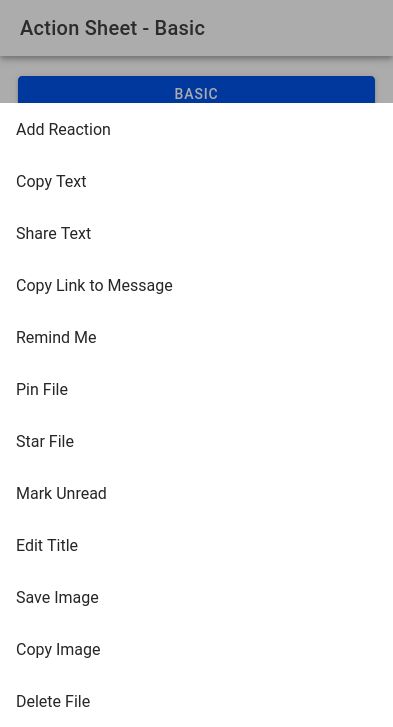 Action Sheet - Basic
BASIC
Add Reaction
Copy Text
Share Text
Copy Link to Message
Remind Me
Pin File
Star File
Mark Unread
Edit Title
Save Image
Copy Image
Delete File